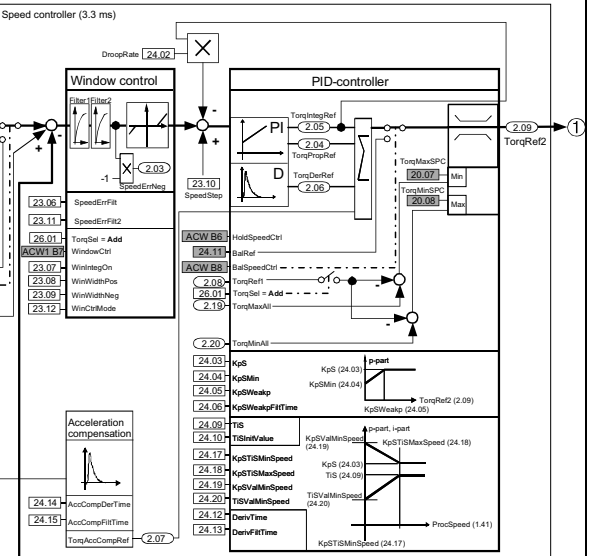 Speed controller (3.3 ms)
DroopRate 24.02
X
Window control
PID-controller
Filter1 Filter2
PI
D
TorqIntegRef
2.05
2.04
TorqPropRef
TorqDerRef
2.06
2.09
TorqRef2
1
-
+
-
+
X 2.03
-1
SpeedErrNeg
23.10
SpeedStep
TorqMaxSPC
20.07 Min
TorqMinSPC
20.08 Max
23.06 SpeedErrFilt
23.11 SpeedErrFilt2
26.01 TorqSel = Add
ACW1 B7 WindowCtrl
23.07 WinIntegOn
23.08 WinWidthPos
23.09 WinWidthNeg
23.12 WinCtrlMode
ACW B6 HoldSpeedCtrl
24.11 BalRef
ACW B8 BalSpeedCtrl
2.08 TorqRef1
26.01 TorqSel = Add
2.19 TorqMaxAll
-
-
2.20 TorqMinAll
24.03 KpS
24.04 KpSMin
24.05 KpSWeakp
24.06 KpSWeakpFiltTime
p-part
KpS (24.03)
KpSMin (24.04)
TorqRef2 (2.09)
KpSWeakp (24.05)
24.09 TiS
24.10 TiSInitValue
24.17 KpSTiSMinSpeed
24.18 KpSTiSMaxSpeed
24.19 KpSValMinSpeed
24.20 TiSValMinSpeed
24.12 DerivTime
24.13 DerivFiltTime
p-part, i-part
KpSValMinSpeed
(24.19)
KpSTiSMaxSpeed (24.18)
KpS (24.03)
TiS (24.09)
TiSValMinSpeed
(24.20)
ProcSpeed (1.41)
KpSTiSMinSpeed (24.17)
Acceleration
compensation
24.14 AccCompDerTime
24.15 AccCompFiltTime
TorqAccCompRef 2.07